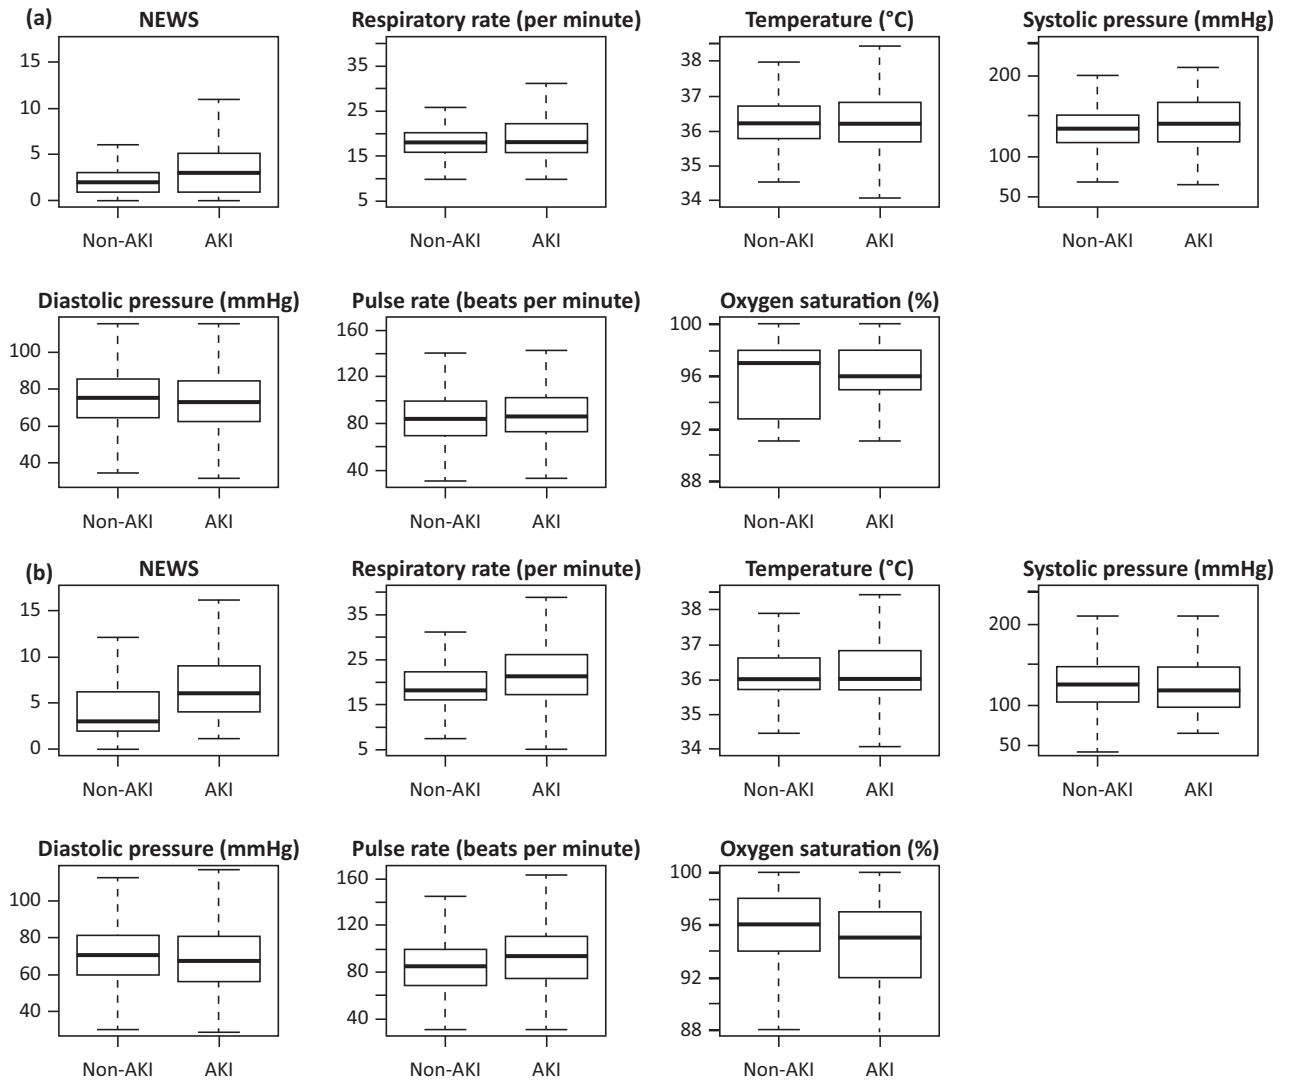 (a)
NEWS
15
10
5
0
Non-AKI AKI
Respiratory rate (per minute)
35
25
15
5
Non-AKI AKI
Temperature (°C)
38
37
36
35
34
Non-AKI AKI
Systolic pressure (mmHg)
200
100
50
Non-AKI AKI
Diastolic pressure (mmHg)
100
80
60
40
Non-AKI AKI
Pulse rate (beats per minute)
160
120
80
40
Non-AKI AKI
Oxygen saturation (%)
100
96
92
88
Non-AKI AKI
(b)
NEWS
15
10
5
0
Non-AKI AKI
Respiratory rate (per minute)
35
25
15
5
Non-AKI AKI
Temperature (°C)
38
37
36
35
34
Non-AKI AKI
Systolic pressure (mmHg)
200
100
50
Non-AKI AKI
Diastolic pressure (mmHg)
100
80
60
40
Non-AKI AKI
Pulse rate (beats per minute)
160
120
80
40
Non-AKI AKI
Oxygen saturation (%)
100
96
92
88
Non-AKI AKI